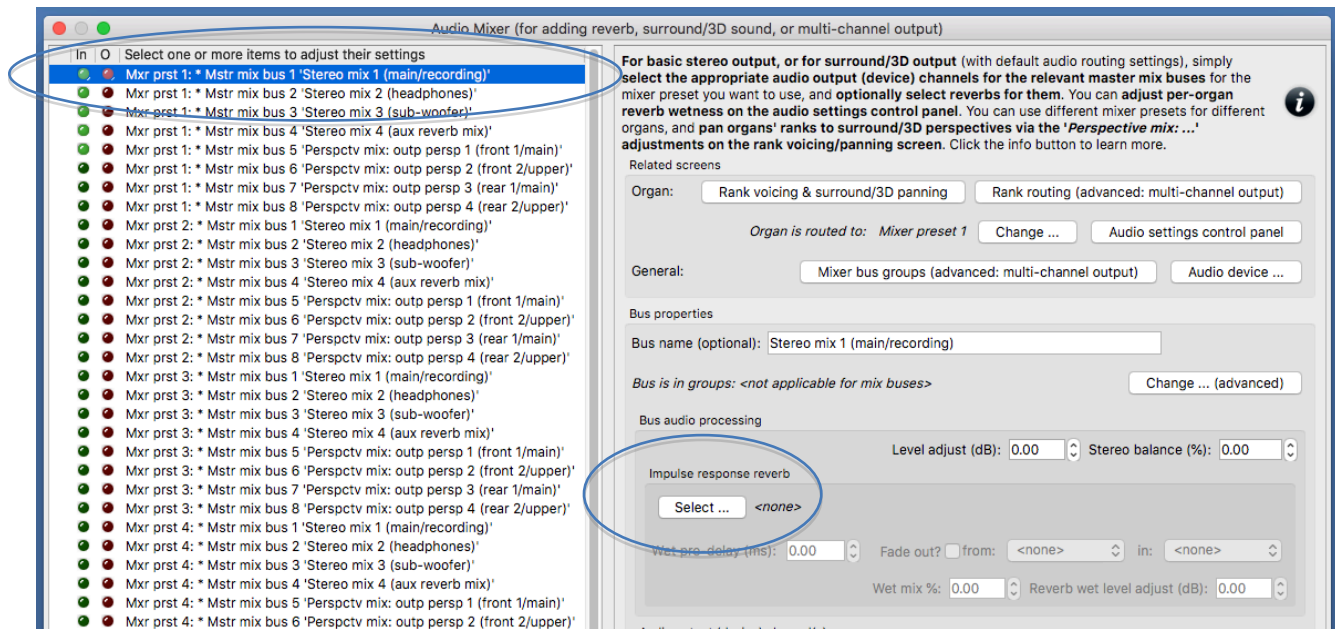 Audio Mixer (for adding reverb, surround/3D sound, or multi-channel output)
In O Select one or more items to adjust their settings
Mxr prst 1: * Mstr mix bus 1 'Stereo mix 1 (main/recording)'
Mxr prst 1: * Mstr mix bus 2 'Stereo mix 2 (headphones)'
Mxr prst 1: * Mstr mix bus 3 'Stereo mix 3 (sub-woofer)'
Mxr prst 1: * Mstr mix bus 4 'Stereo mix 4 (aux reverb mix)'
Mxr prst 1: * Mstr mix bus 5 'Perspctv mix: outp persp 1 (front 1/main)'
Mxr prst 1: * Mstr mix bus 6 'Perspctv mix: outp persp 2 (front 2/upper)'
Mxr prst 1: * Mstr mix bus 7 'Perspctv mix: outp persp 3 (rear 1/main)'
Mxr prst 1: * Mstr mix bus 8 'Perspctv mix: outp persp 4 (rear 2/upper)'
Mxr prst 2: * Mstr mix bus 1 'Stereo mix 1 (main/recording)'
Mxr prst 2: * Mstr mix bus 2 'Stereo mix 2 (headphones)'
Mxr prst 2: * Mstr mix bus 3 'Stereo mix 3 (sub-woofer)'
Mxr prst 2: * Mstr mix bus 4 'Stereo mix 4 (aux reverb mix)'
Mxr prst 2: * Mstr mix bus 5 'Perspctv mix: outp persp 1 (front 1/main)'
Mxr prst 2: * Mstr mix bus 6 'Perspctv mix: outp persp 2 (front 2/upper)'
Mxr prst 2: * Mstr mix bus 7 'Perspctv mix: outp persp 3 (rear 1/main)'
Mxr prst 2: * Mstr mix bus 8 'Perspctv mix: outp persp 4 (rear 2/upper)'
Mxr prst 3: * Mstr mix bus 1 'Stereo mix 1 (main/recording)'
Mxr prst 3: * Mstr mix bus 2 'Stereo mix 2 (headphones)'
Mxr prst 3: * Mstr mix bus 3 'Stereo mix 3 (sub-woofer)'
Mxr prst 3: * Mstr mix bus 4 'Stereo mix 4 (aux reverb mix)'
Mxr prst 3: * Mstr mix bus 5 'Perspctv mix: outp persp 1 (front 1/main)'
Mxr prst 3: * Mstr mix bus 6 'Perspctv mix: outp persp 2 (front 2/upper)'
Mxr prst 3: * Mstr mix bus 7 'Perspctv mix: outp persp 3 (rear 1/main)'
Mxr prst 3: * Mstr mix bus 8 'Perspctv mix: outp persp 4 (rear 2/upper)'
Mxr prst 4: * Mstr mix bus 1 'Stereo mix 1 (main/recording)'
Mxr prst 4: * Mstr mix bus 2 'Stereo mix 2 (headphones)'
Mxr prst 4: * Mstr mix bus 3 'Stereo mix 3 (sub-woofer)'
Mxr prst 4: * Mstr mix bus 4 'Stereo mix 4 (aux reverb mix)'
Mxr prst 4: * Mstr mix bus 5 'Perspctv mix: outp persp 1 (front 1/main)'
Mxr prst 4: * Mstr mix bus 6 'Perspctv mix: outp persp 2 (front 2/upper)'
For basic stereo output, or for surround/3D output (with default audio routing settings), simply
select the appropriate audio output (device) channels for the relevant master mix buses for the
mixer preset you want to use, and optionally select reverbs for them. You can adjust per-organ
reverb wetness on the audio settings control panel. You can use different mixer presets for different
organs, and pan organs' ranks to surround/3D perspectives via the 'Perspective mix: ...'
adjustments on the rank voicing/panning screen. Click the info button to learn more.
i
Related screens
Organ: Rank voicing & surround/3D panning Rank routing (advanced: multi-channel output)
Organ is routed to: Mixer preset 1 Change ... Audio settings control panel
General: Mixer bus groups (advanced: multi-channel output) Audio device ...
Bus properties
Bus name (optional): Stereo mix 1 (main/recording)
Bus is in groups: <not applicable for mix buses> Change ... (advanced)
Bus audio processing
Level adjust (dB): 0.00 Stereo balance (%): 0.00
Impulse response reverb
Select ... <none>
Wet pre-delay (ms): 0.00 Fade out? from: <none> in: <none>
Wet mix %: 0.00 Reverb wet level adjust (dB): 0.00